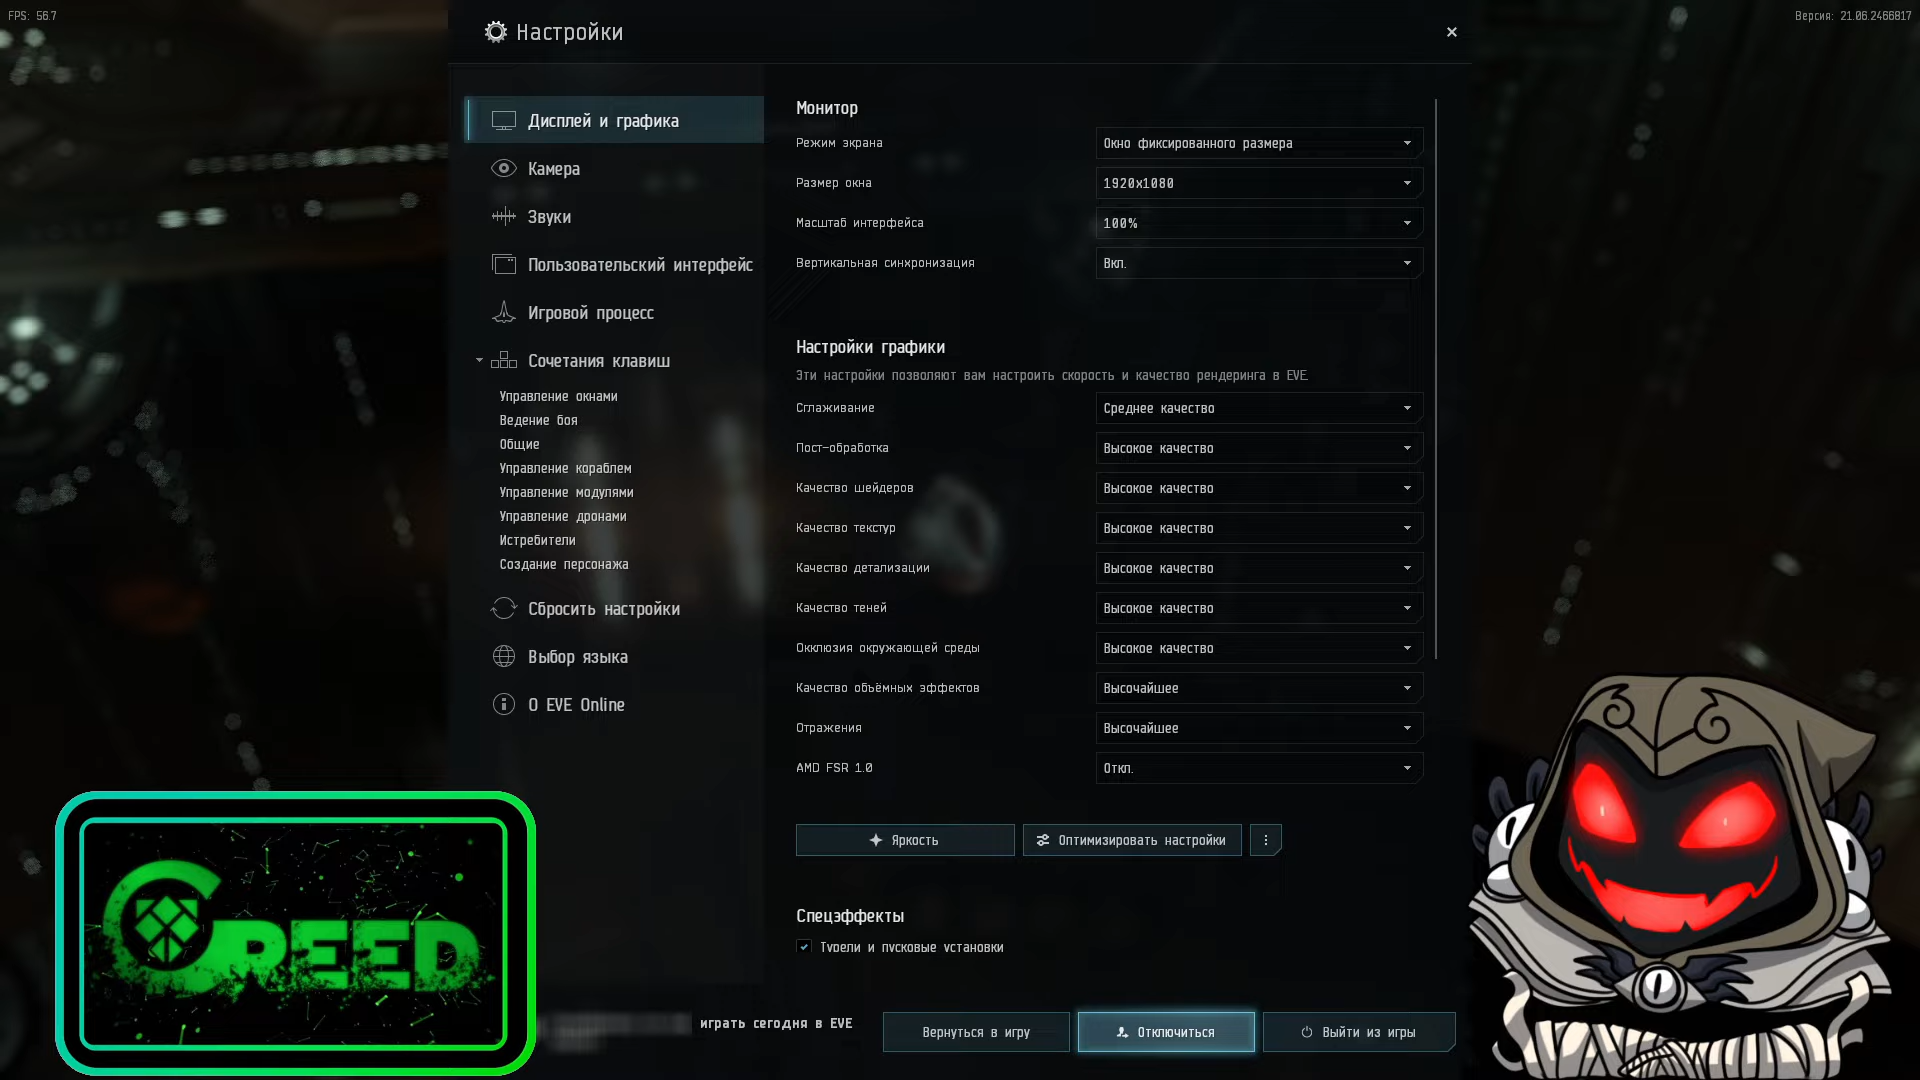 FPS: 56.7
Версия: 21.06.2466817
Настройки
Дисплей и графика
Камера
Звуки
Пользовательский интерфейс
Игровой процесс
Сочетания клавиш
Управление окнами
Ведение боя
Общие
Управление кораблем
Управление модулями
Управление дронами
Истребители
Создание персонажа
Сбросить настройки
Выбор языка
О EVE Online
Монитор
Режим экрана Окно фиксированного размера
Размер окна 1920x1080
Масштаб интерфейса 100%
Вертикальная синхронизация Вкл.
Настройки графики
Эти настройки позволяют вам настроить скорость и качество рендеринга в EVE.
Сглаживание Среднее качество
Пост-обработка Высокое качество
Качество шейдеров Высокое качество
Качество текстур Высокое качество
Качество детализации Высокое качество
Качество теней Высокое качество
Окклюзия окружающей среды Высокое качество
Качество объёмных эффектов Высочайшее
Отражения Высочайшее
AMD FSR 1.0 Откл.
Яркость Оптимизировать настройки
Спецэффекты
Турели и пусковые установки
CREED
играть сегодня в EVE
Вернуться в игру Отключиться Выйти из игры